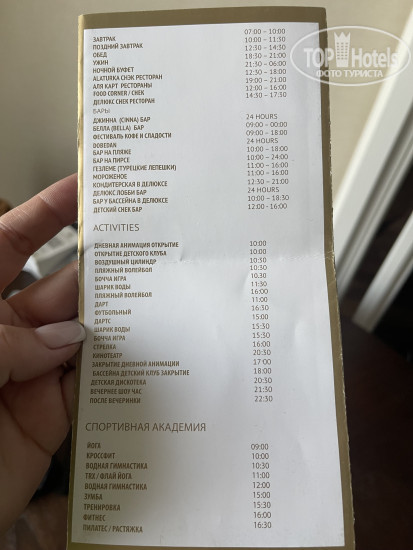 ЗАВТРАК 07:00 – 10:00
ПОЗДНИЙ ЗАВТРАК 10:00 – 10:30
ОБЕД 12:30 – 14:30
УЖИН 18:30 – 21:00
НОЧНОЙ БУФЕТ 21:30 – 06:00
ALATURKA СНЭК РЕСТОРАН 12:30 – 18:00
АЛЯ КАРТ РЕСТОРАНЫ 19:00 – 21:00
FOOD CORNER / СНЕК 12:00 – 16:00
ДЕЛЮКС СНЕК РЕСТОРАН 14:30 – 17:30
БАРЫ
ДЖИННА (CINNA) БАР 24 HOURS
БЕЛЛА (BELLA) БАР 09:00 – 00:00
ФЕСТИВАЛЬ КОФЕ И СЛАДОСТИ 09:00 – 18:00
DOBEDAN 24 HOURS
БАР НА ПЛЯЖЕ 10:00 – 18:00
БАР НА ПИРСЕ 10:00 – 24:00
ГЕЗЛЕМЕ (ТУРЕЦКИЕ ЛЕПЕШКИ) 11:00 – 16:00
МОРОЖЕНОЕ 11:00 – 16:00
КОНДИТЕРСКАЯ В ДЕЛЮКСЕ 12:30 – 21:00
ДЕЛЮКС ЛОББИ БАР 24 HOURS
БАР У БАССЕЙНА В ДЕЛЮКСЕ 10:00 – 18:30
ДЕТСКИЙ СНЕК БАР 12:00 - 16:00
ACTIVITIES
ДНЕВНАЯ АНИМАЦИЯ ОТКРЫТИЕ 10:00
ОТКРЫТИЕ ДЕТСКОГО КЛУБА 10:00
ВОЗДУШНЫЙ ЦИЛИНДР 10:30
ПЛЯЖНЫЙ ВОЛЕЙБОЛ 10:30
БОЧЧА ИГРА 10:30
ШАРИК ВОДЫ 11:30
ПЛЯЖНЫЙ ВОЛЕЙБОЛ 16:00
ДАРТ 11:00
ФУТБОЛЬНЫЙ 16:30
ДАРТС 15:00
ШАРИК ВОДЫ 15:30
БОЧЧА ИГРА 15:30
СТРЕЛКА 16:00
КИНОТЕАТР 20:30
ЗАКРЫТИЕ ДНЕВНОЙ АНИМАЦИИ 17:00
БАССЕЙНА ДЕТСКИЙ КЛУБ ЗАКРЫТИЕ 18:00
ДЕТСКАЯ ДИСКОТЕКА 20:30
ВЕЧЕРНЕЕ ШОУ ЧАС 21:30
ПОСЛЕ ВЕЧЕРИНКИ 22:30
СПОРТИВНАЯ АКАДЕМИЯ
ЙОГА 09:00
КРОССФИТ 10:00
ВОДНАЯ ГИМНАСТИКА 10:30
TRX / ФЛАЙ ЙОГА 11:00
ВОДНАЯ ГИМНАСТИКА 12:00
ЗУМБА 15:00
ТРЕНИРОВКА 15:30
ФИТНЕС 16:00
ПИЛАТЕС / РАСТЯЖКА 16:30
TOP Hotels
ФОТО ТУРИСТА